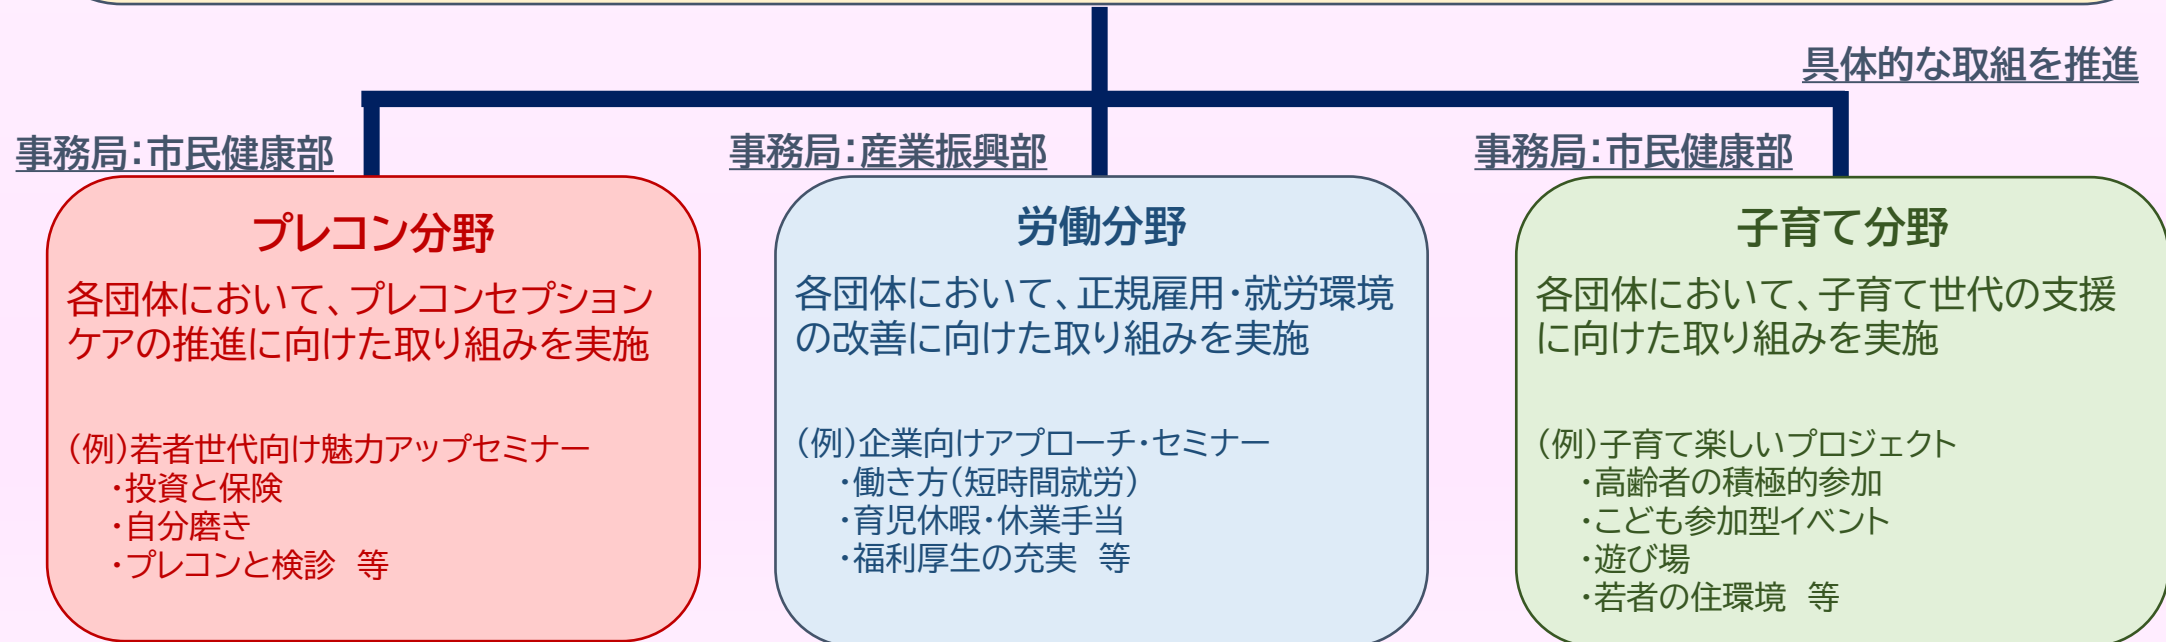 具体的な取組を推進
事務局：市民健康部
プレコン分野
各団体において、プレコンセプション
ケアの推進に向けた取り組みを実施
（例）若者世代向け魅力アップセミナー
・投資と保険
・自分磨き
・プレコンと検診　等
事務局：産業振興部
労働分野
各団体において、正規雇用・就労環境
の改善に向けた取り組みを実施
（例）企業向けアプローチ・セミナー
・働き方（短時間就労）
・育児休暇・休業手当
・福利厚生の充実　等
事務局：市民健康部
子育て分野
各団体において、子育て世代の支援
に向けた取り組みを実施
（例）子育て楽しいプロジェクト
・高齢者の積極的参加
・こども参加型イベント
・遊び場
・若者の住環境　等